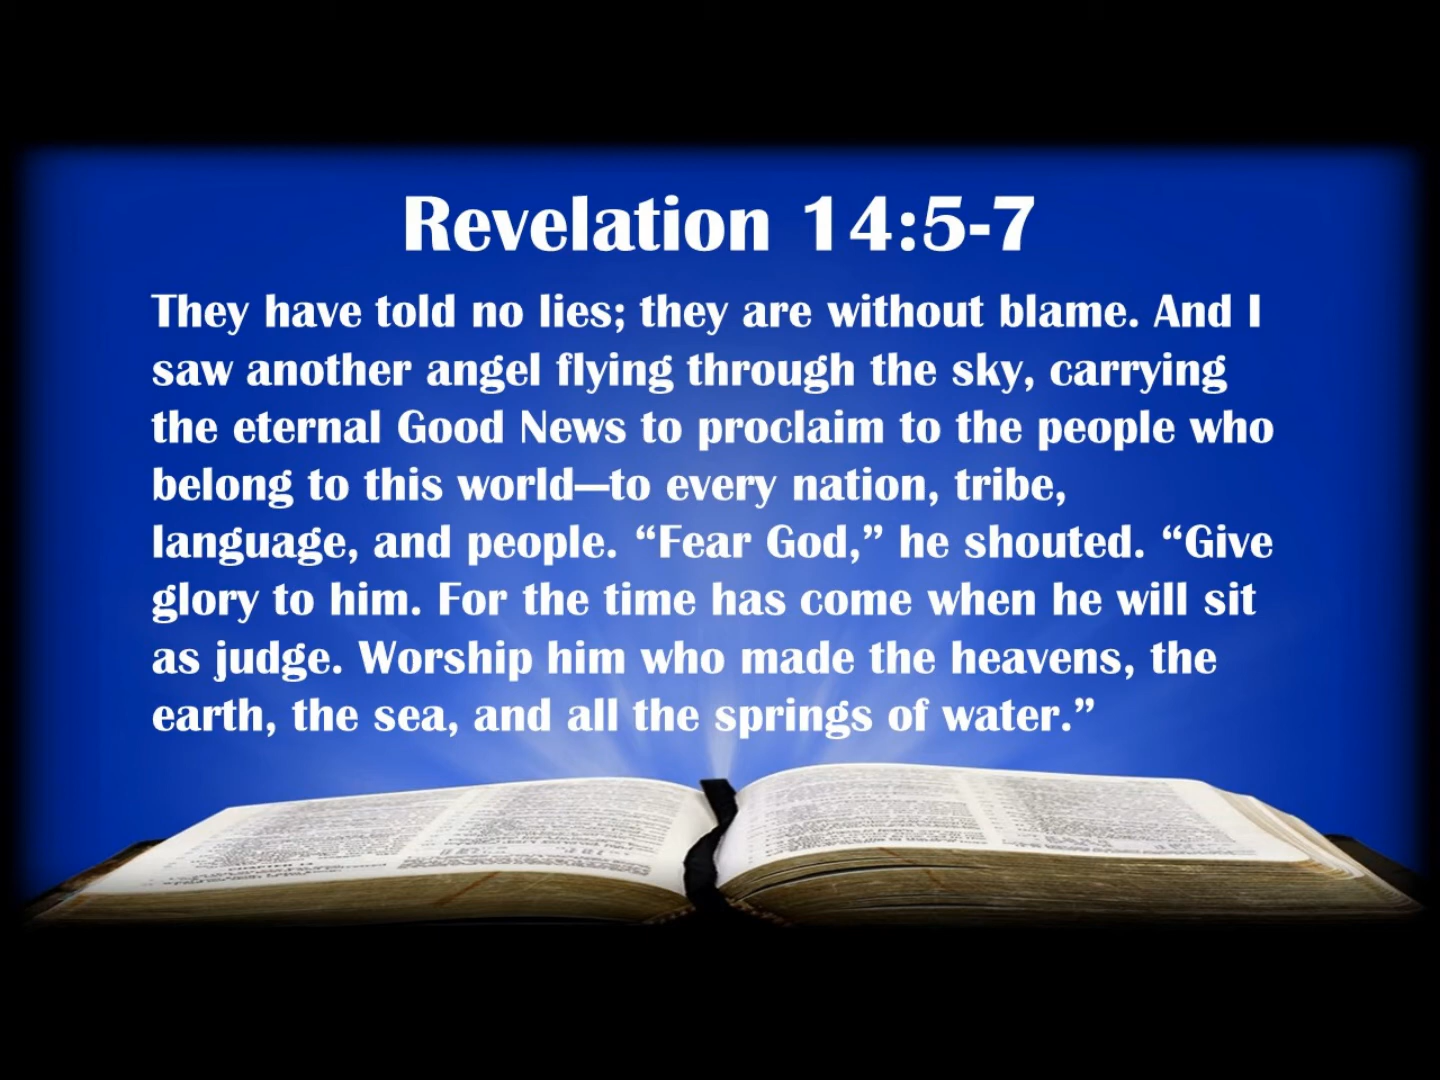 Revelation 14:5-7
They have told no lies; they are without blame. And I
saw another angel flying through the sky, carrying
the eternal Good News to proclaim to the people who
belong to this world—to every nation, tribe,
language, and people. “Fear God,” he shouted. “Give
glory to him. For the time has come when he will sit
as judge. Worship him who made the heavens, the
earth, the sea, and all the springs of water.”